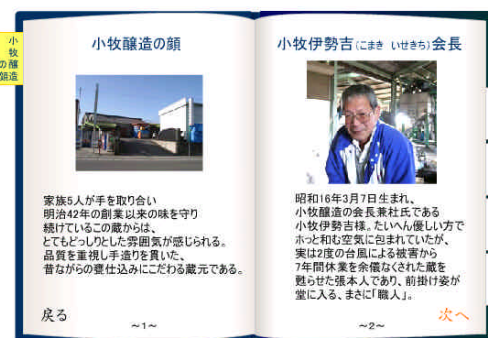 小
牧
の醸
顔造
小牧醸造の顔
家族5人が手を取り合い
明治42年の創業以来の味を守り
続けているこの蔵からは、
とてもどっしりとした雰囲気が感じられる。
品質を重視し手造りを貫いた、
昔ながらの甕仕込みにこだわる蔵元である。
戻る
~1~
小牧伊勢吉(こまき いせきち)会長
昭和16年3月7日生まれ、
小牧醸造の会長兼杜氏である
小牧伊勢吉様。たいへん優しい方で
ホっと和む空気に包まれていたが、
実は2度の台風による被害から
7年間休業を余儀なくされた蔵を
甦らせた張本人であり、前掛け姿が
堂に入る、まさに「職人」。
次へ
~2~